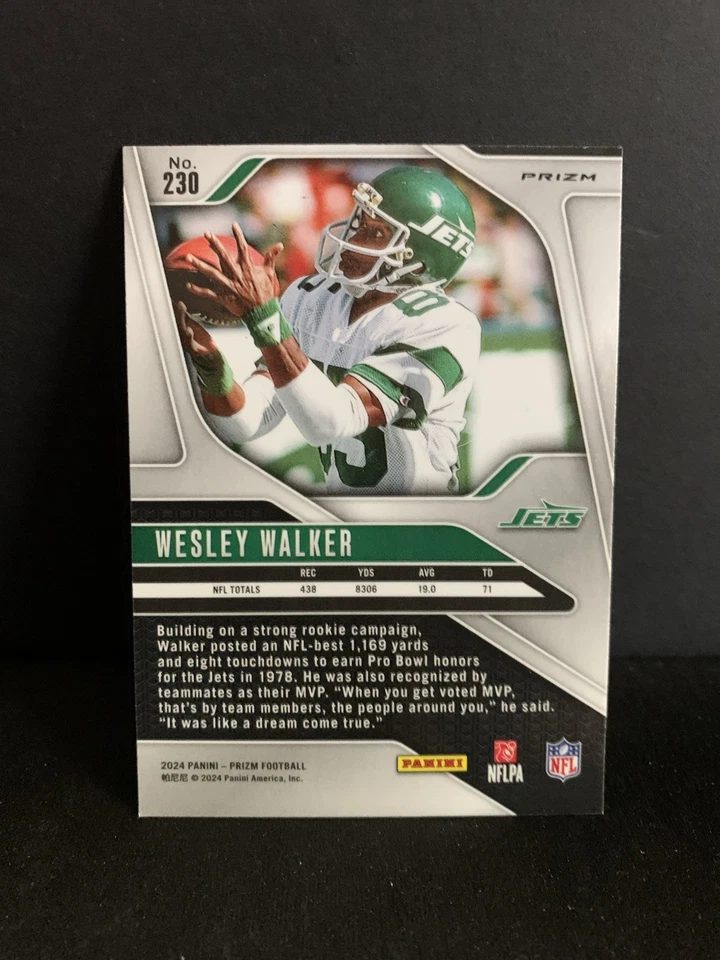 No.
230
PRIZM
JETS
JETS
WESLEY WALKER
REC YDS AVG TD
NFL TOTALS 438 8306 19.0 71
Building on a strong rookie campaign,
Walker posted an NFL-best 1,169 yards
and eight touchdowns to earn Pro Bowl honors
for the Jets in 1978. He was also recognized by
teammates as their MVP. “When you get voted MVP,
that's by team members, the people around you,” he said.
“It was like a dream come true.”
2024 PANINI – PRIZM FOOTBALL
帕尼尼 © 2024 Panini America, Inc.
PANINI
NFLPA
NFL